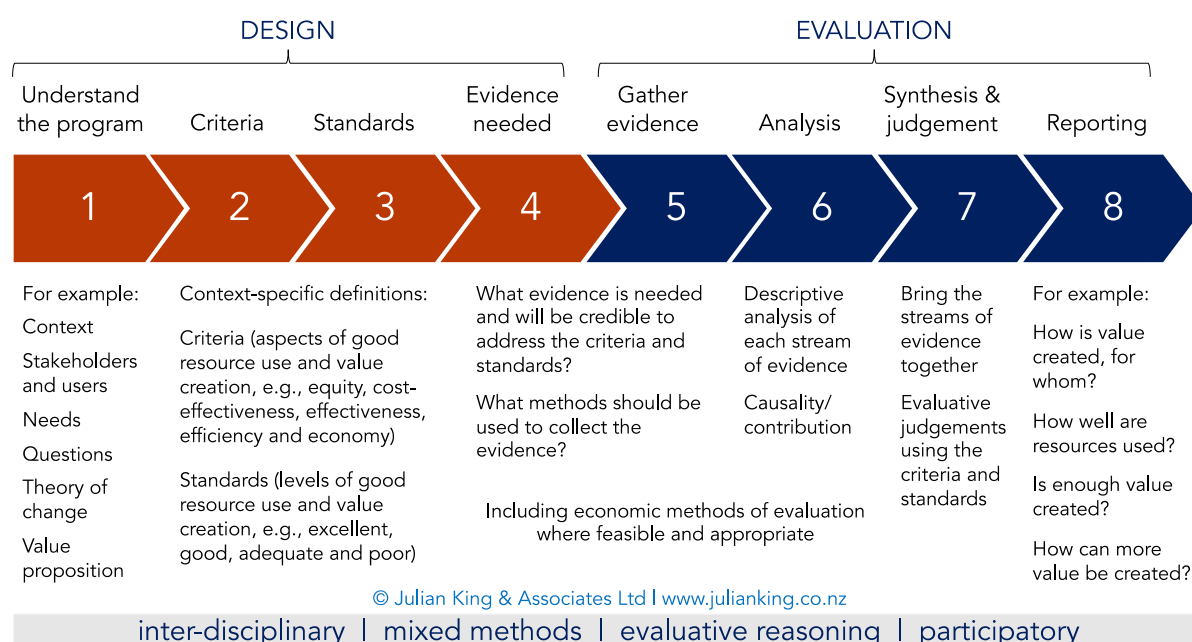 DESIGN
EVALUATION
Understand
the program
Criteria
Standards
Evidence
needed
Gather
evidence
Analysis
Synthesis &
judgement
Reporting
1
2
3
4
5
6
7
8
For example:
Context
Stakeholders
and users
Needs
Questions
Theory of
change
Value
proposition
Context-specific definitions:
Criteria (aspects of good
resource use and value
creation, e.g., equity, cost-
effectiveness, effectiveness,
efficiency and economy)
Standards (levels of good
resource use and value
creation, e.g., excellent,
good, adequate and poor)
What evidence is needed
and will be credible to
address the criteria and
standards?
What methods should be
used to collect the
evidence?
Descriptive
analysis of
each stream
of evidence
Causality/
contribution
Including economic methods of evaluation
where feasible and appropriate
Bring the
streams of
evidence
together
Evaluative
judgements
using the
criteria and
standards
For example:
How is value
created, for
whom?
How well are
resources used?
Is enough value
created?
How can more
value be created?
© Julian King & Associates Ltd l www.julianking.co.nz
inter-disciplinary | mixed methods | evaluative reasoning | participatory